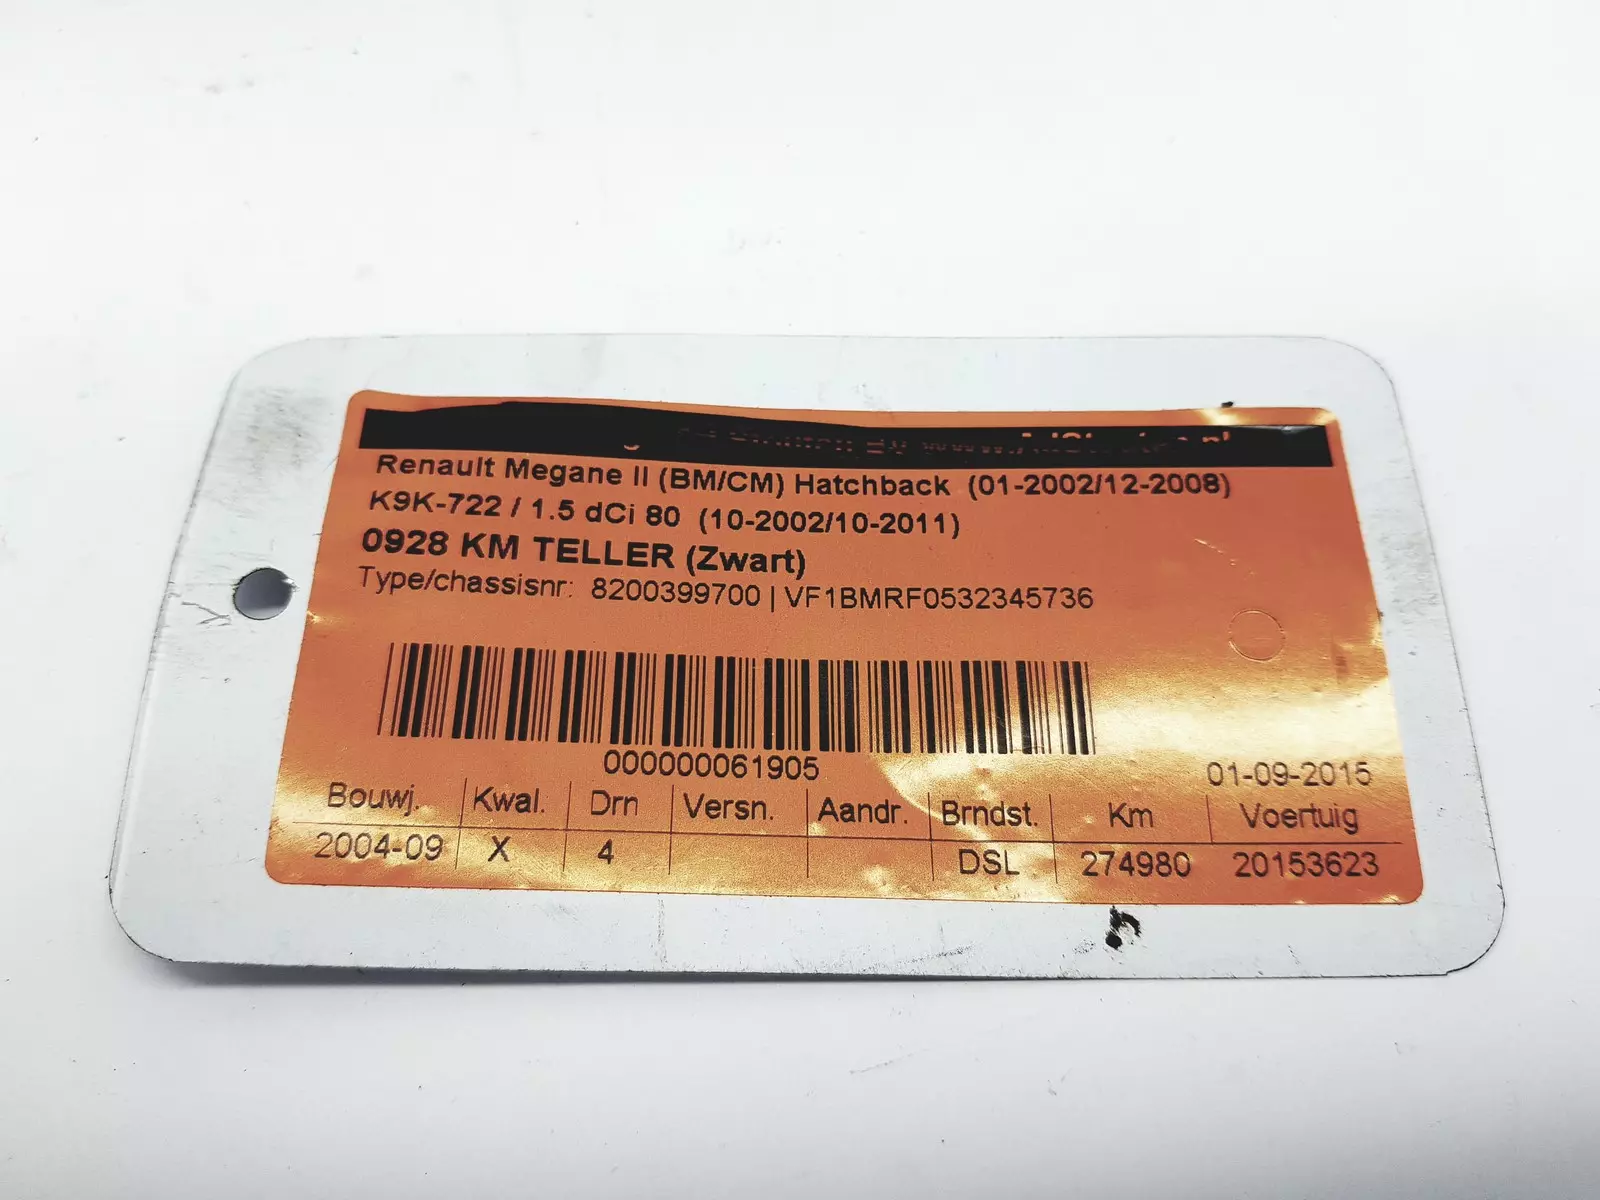 Renault Megane II (BM/CM) Hatchback (01-2002/12-2008)
K9K-722 / 1.5 dCi 80 (10-2002/10-2011)
0928 KM TELLER (Zwart)
Type/chassisnr: 8200399700 | VF1BMRF0532345736
000000061905
01-09-2015
Bouwj. Kwal. Drn Versn. Aandr. Brndst. Km Voertuig
2004-09 X 4 DSL 274980 20153623